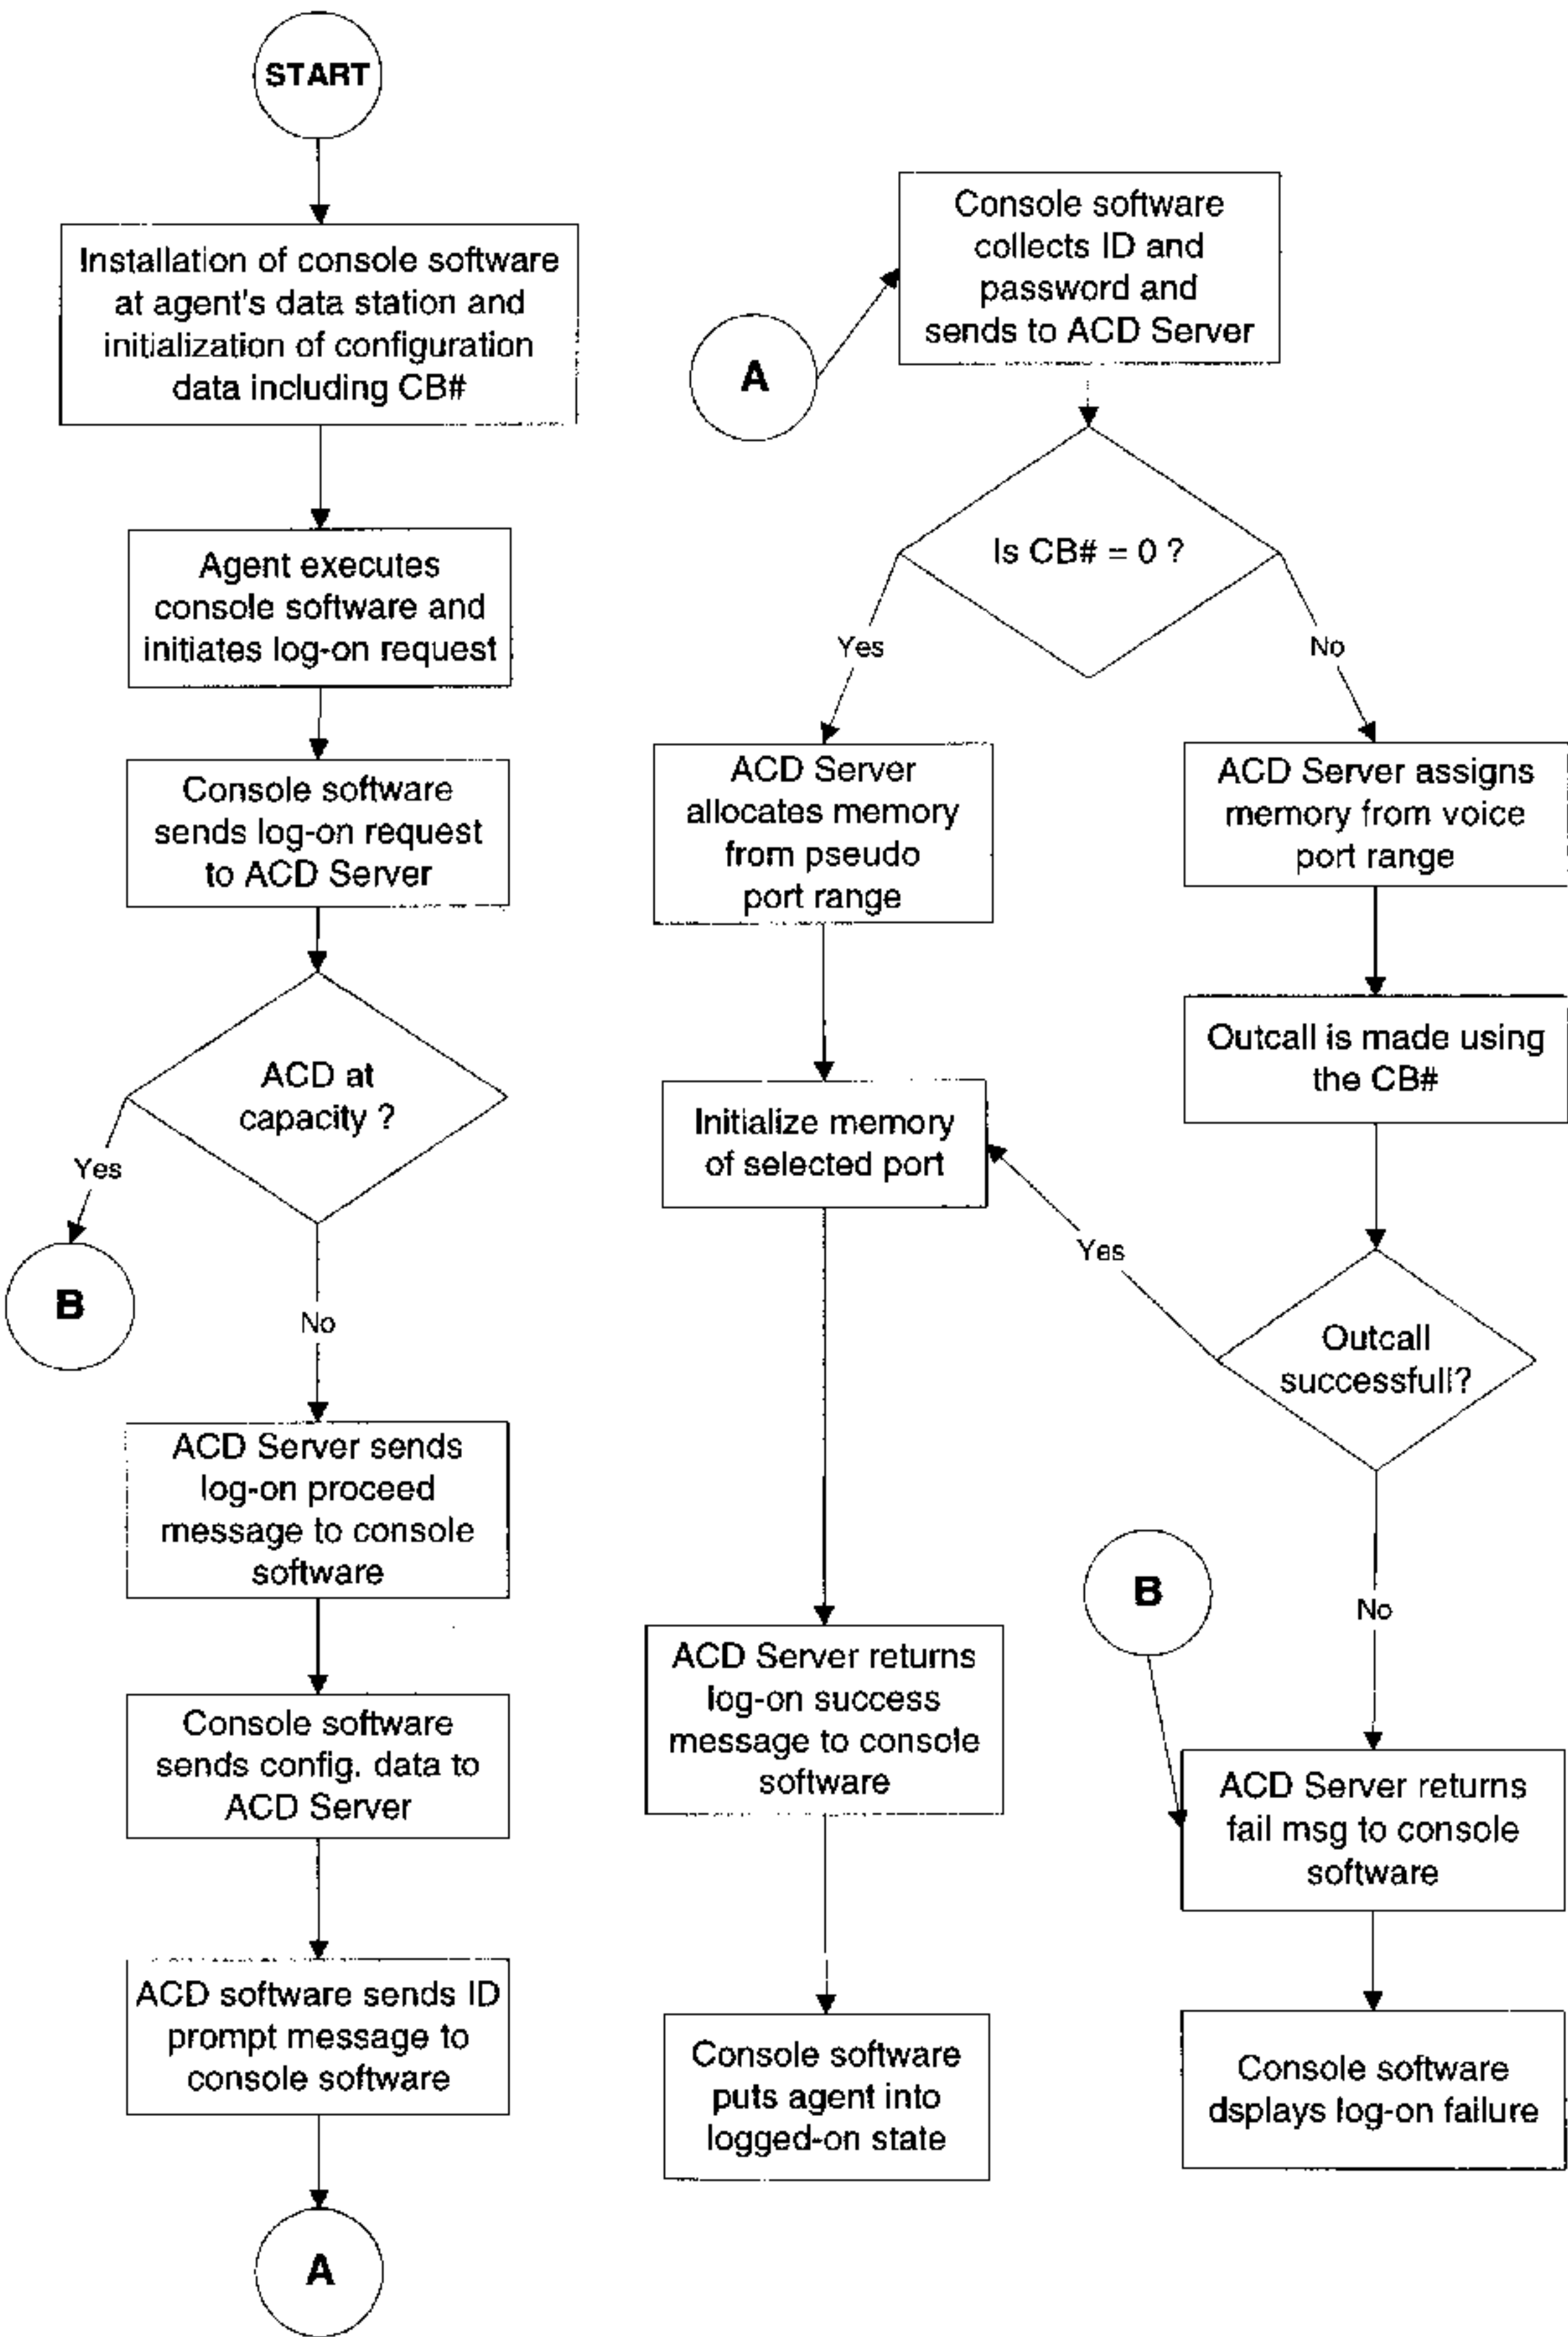 START
Installation of console software
at agent's data station and
initialization of configuration
data including CB#
Agent executes
console software and
initiates log-on request
Console software
sends log-on request
to ACD Server
ACD at
capacity ?
Yes
B
No
ACD Server sends
log-on proceed
message to console
software
Console software
sends config. data to
ACD Server
ACD software sends ID
prompt message to
console software
A
A
Console software
collects ID and
password and
sends to ACD Server
Is CB# = 0 ?
Yes
No
ACD Server
allocates memory
from pseudo
port range
ACD Server assigns
memory from voice
port range
Outcall is made using
the CB#
Initialize memory
of selected port
Yes
Outcall
successfull?
No
B
ACD Server returns
log-on success
message to console
software
ACD Server returns
fail msg to console
software
Console software
puts agent into
logged-on state
Console software
dsplays log-on failure